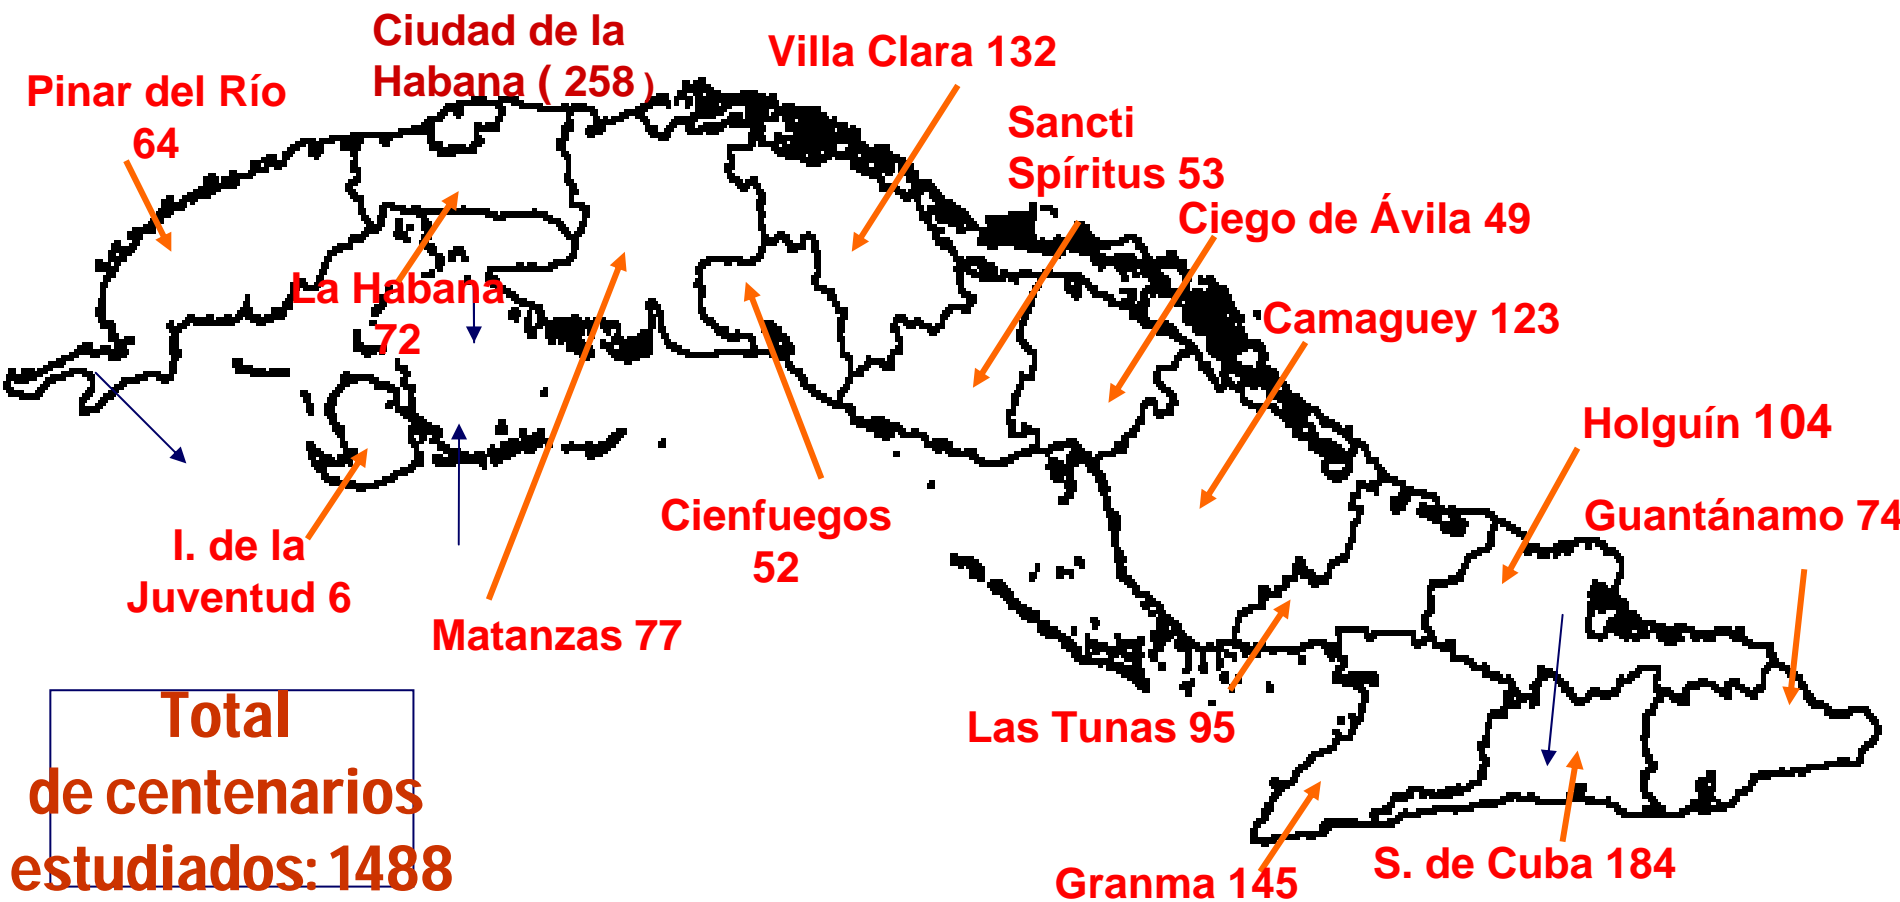 Ciudad de la
Habana ( 258 )
Villa Clara 132
Pinar del Río
64
Sancti
Spíritus 53
Ciego de Ávila 49
La Habana
72
Camaguey 123
Holguín 104
Guantánamo 74
Cienfuegos
52
I. de la
Juventud 6
Matanzas 77
Las Tunas 95
Total
de centenarios
estudiados: 1488
Granma 145
S. de Cuba 184